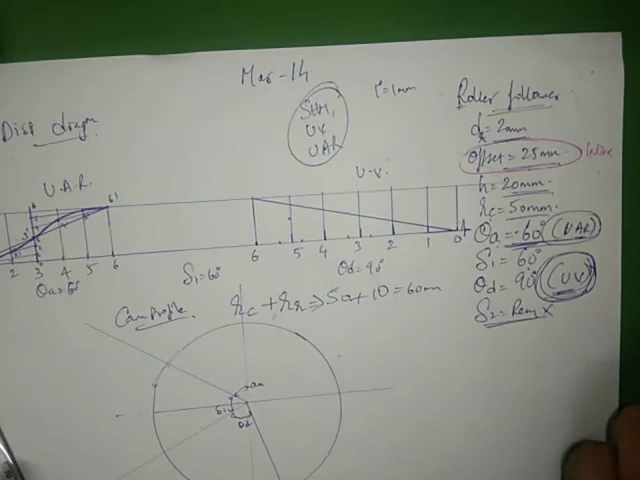 Mar-14
Disp diagm
1°=1mm
SHM,
UV
UAR
Roller follower
dr = 2mm
offset = 25mm
h = 20mm
rc = 50mm
θa = 60° (UAR)
δ1 = 60°
θd = 90° (UV)
δ2 = Rem x
U.A.R.
U.V.
6'
6 5 4 3 2 1 0
2 3 4 5 6
θa = 60° δ1 = 60° θd = 90°
Cam Profile.
rc + rr => 50 + 10 = 60mm
θa
δ1
θd